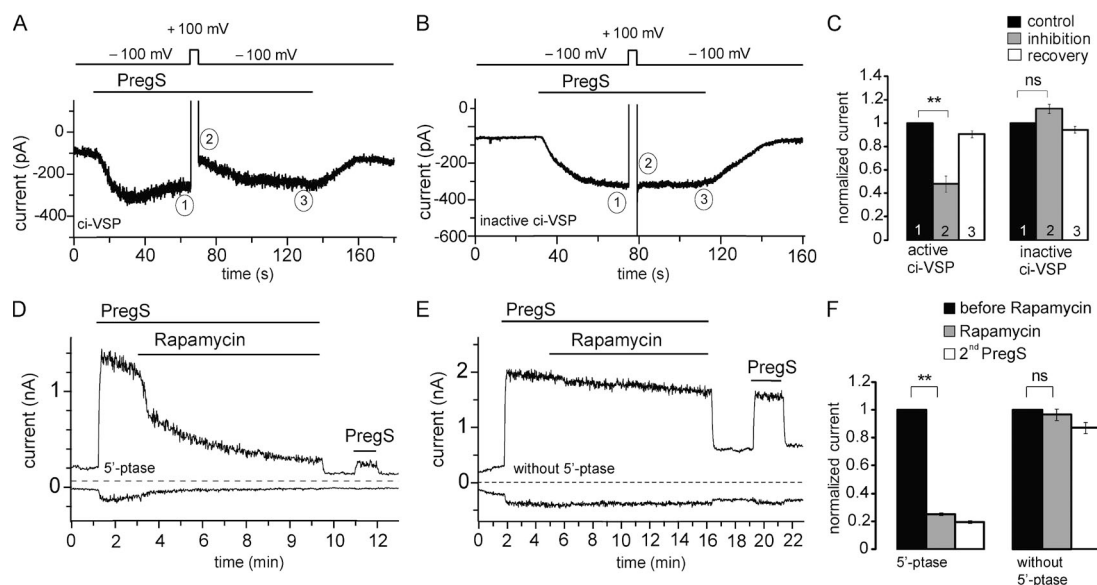 A
+ 100 mV
– 100 mV
– 100 mV
PregS
0
-200
-400
current (pA)
1
2
3
ci-VSP
0
40
80
120
160
time (s)
B
+100 mV
– 100 mV
– 100 mV
PregS
0
-200
-400
-600
current (pA)
1
2
3
inactive ci-VSP
0
40
80
120
160
time (s)
C
control
inhibition
recovery
1.4
1.2
1
0.8
0.6
0.4
0.2
0
normalized current
**
ns
1
2
3
1
2
3
active
ci-VSP
inactive
ci-VSP
D
PregS
Rapamycin
PregS
1
0
current (nA)
5'-ptase
0
2
4
6
8
10
12
time (min)
E
PregS
Rapamycin
PregS
2
1
0
current (nA)
without 5'-ptase
0
2
4
6
8
10
12
14
16
18
20
22
time (min)
F
before Rapamycin
Rapamycin
2nd PregS
1.2
1
0.8
0.6
0.4
0.2
0
normalized current
**
ns
5'-ptase
without
5'-ptase